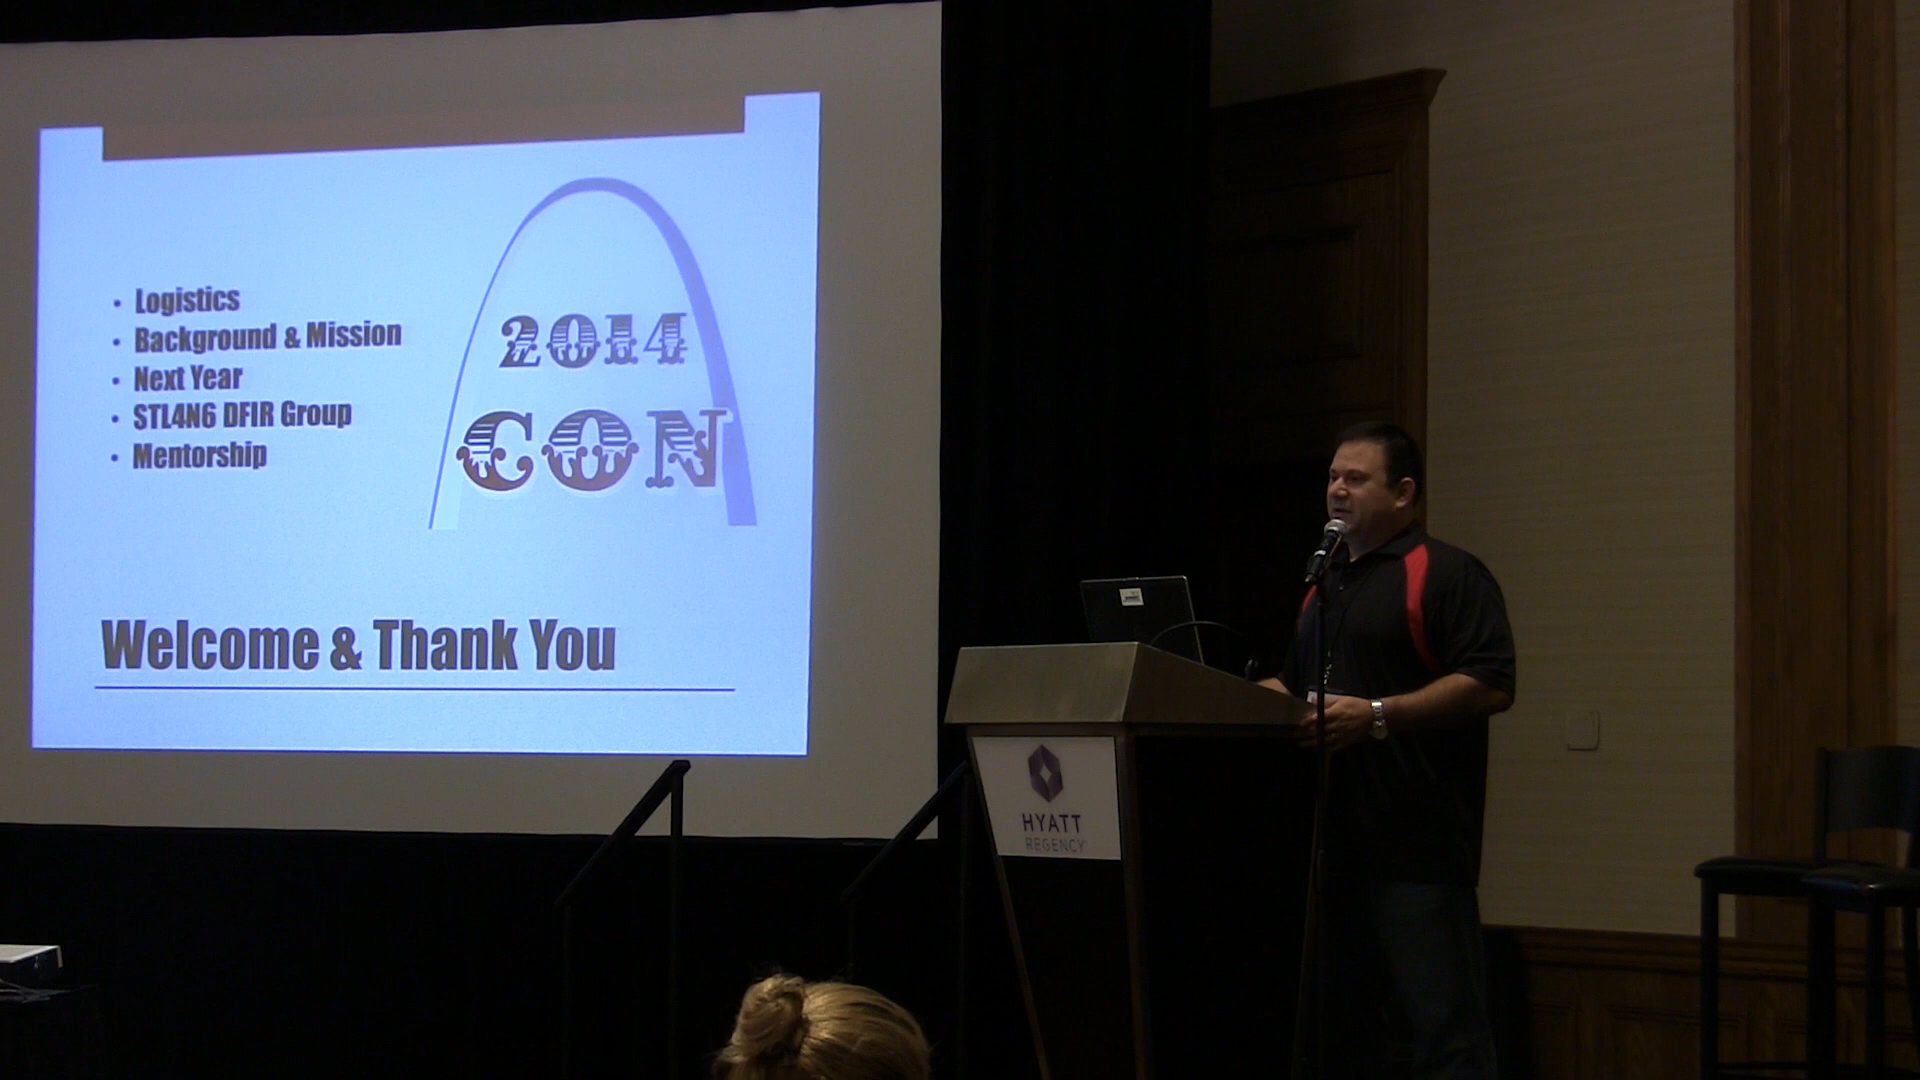 • Logistics
• Background & Mission
• Next Year
• STL4N6 DFIR Group
• Mentorship
2014
CON
Welcome & Thank You
HYATT
REGENCY